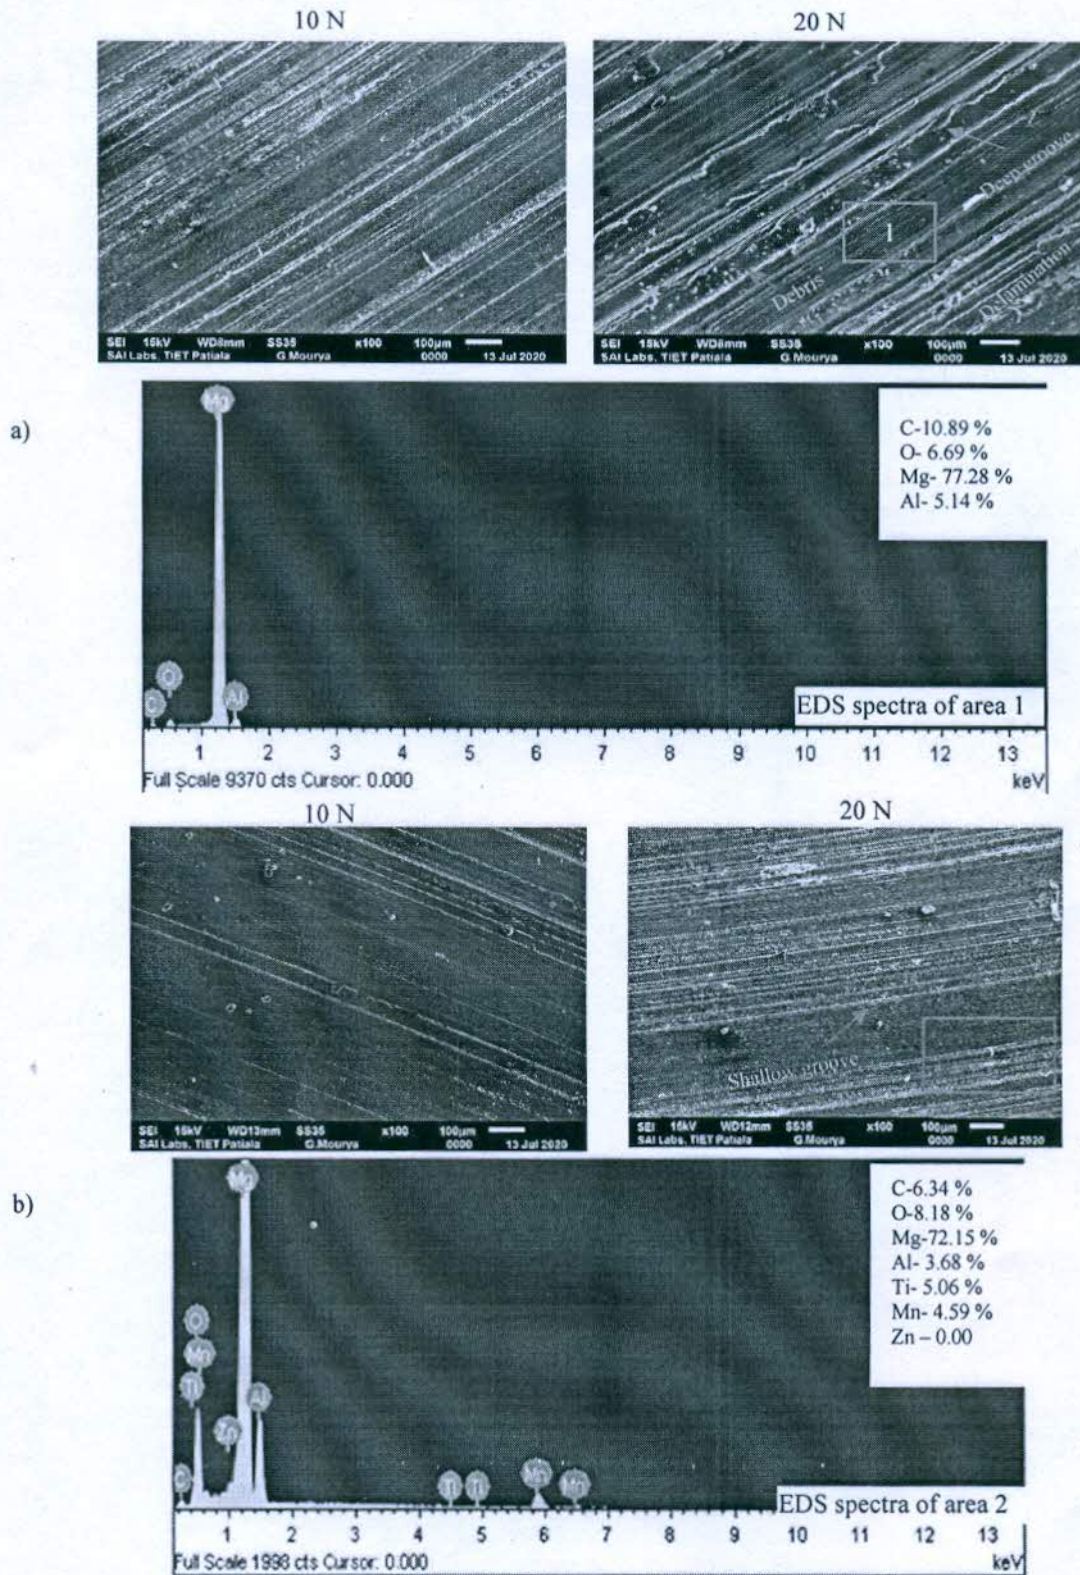 10 N
20 N
Deep groove
1
Debris
Delamination
SEI 15kV WD8mm SS35 x100 100µm
SAI Labs, TIET Patiala G.Mourya 0000 13 Jul 2020
SEI 15kV WD8mm SS35 x100 100µm
SAI Labs, TIET Patiala G.Mourya 0000 13 Jul 2020
a)
Mg
C-10.89 %
O- 6.69 %
Mg- 77.28 %
Al- 5.14 %
O
C
Al
EDS spectra of area 1
1 2 3 4 5 6 7 8 9 10 11 12 13
Full Scale 9370 cts Cursor: 0.000 keV
10 N
20 N
Shallow groove
SEI 15kV WD13mm SS35 x100 100µm
SAI Labs, TIET Patiala G.Mourya 0000 13 Jul 2020
SEI 15kV WD12mm SS35 x100 100µm
SAI Labs, TIET Patiala G.Mourya 0000 13 Jul 2020
b)
Mg
C-6.34 %
O-8.18 %
Mg-72.15 %
Al- 3.68 %
Ti- 5.06 %
Mn- 4.59 %
Zn – 0.00
O
Mn
Ti
Al
Zn
C
Ti Ti Mn Mn
EDS spectra of area 2
1 2 3 4 5 6 7 8 9 10 11 12 13
Full Scale 1998 cts Cursor: 0.000 keV